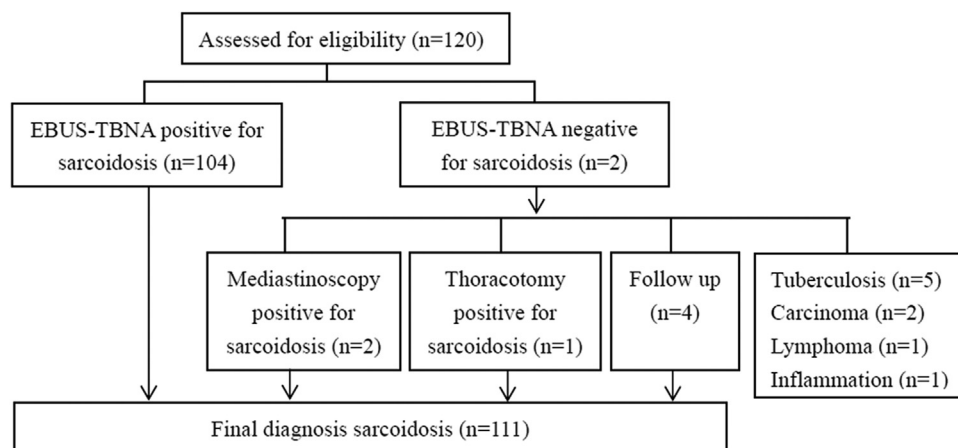 Assessed for eligibility (n=120)
EBUS-TBNA positive for
sarcoidosis (n=104)
EBUS-TBNA negative
for sarcoidosis (n=2)
Mediastinoscopy
positive for
sarcoidosis (n=2)
Thoracotomy
positive for
sarcoidosis (n=1)
Follow up
(n=4)
Tuberculosis (n=5)
Carcinoma (n=2)
Lymphoma (n=1)
Inflammation (n=1)
Final diagnosis sarcoidosis (n=111)